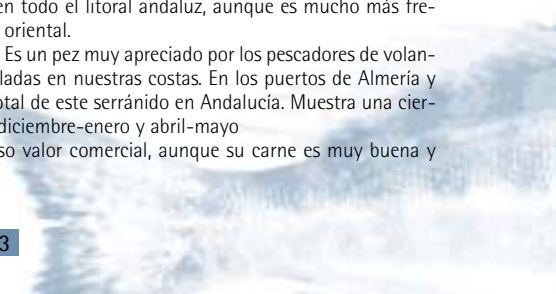 en todo el litoral andaluz, aunque es mucho más fre-
oriental.
Es un pez muy apreciado por los pescadores de volan-
ladas en nuestras costas. En los puertos de Almería y
otal de este serránido en Andalucía. Muestra una cier-
diciembre-enero y abril-mayo
so valor comercial, aunque su carne es muy buena y
3